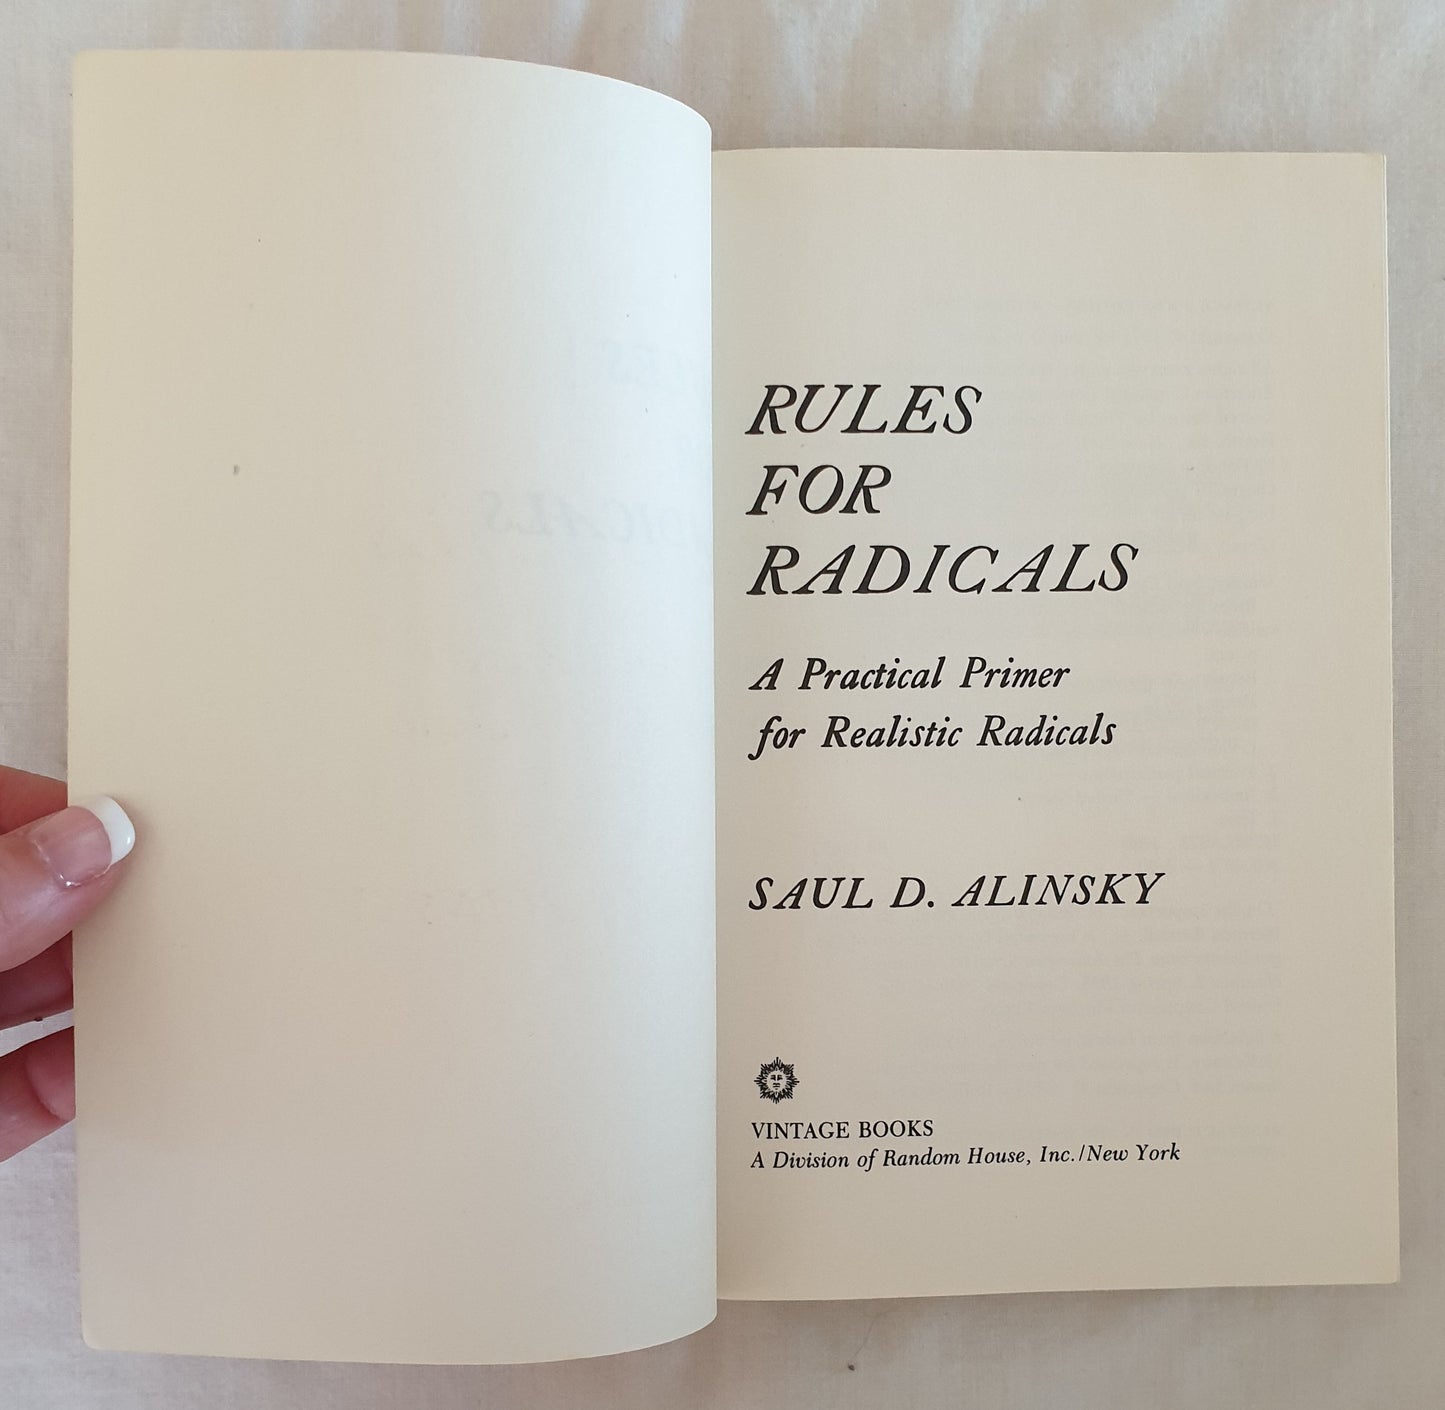 RULES
FOR
RADICALS
A Practical Primer
for Realistic Radicals
SAUL D. ALINSKY
VINTAGE BOOKS
A Division of Random House, Inc./New York